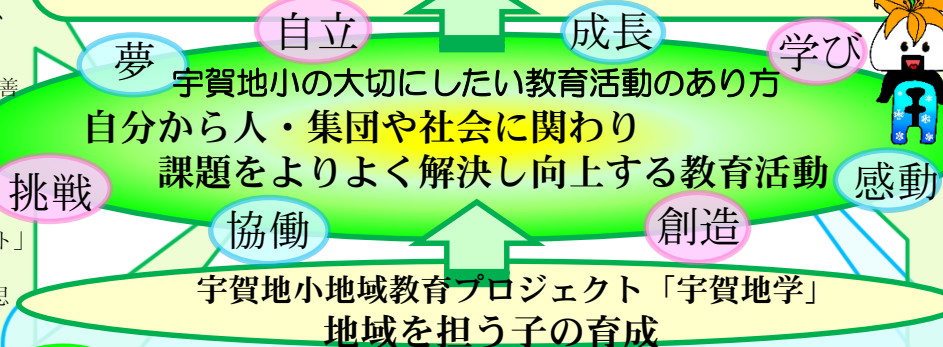 自立
成長
夢
学び
宇賀地小の大切にしたい教育活動のあり方
善
自分から人・集団や社会に関わり
課題をよりよく解決し向上する教育活動
挑戦
感動
協働
創造
ト」
宇賀地小地域教育プロジェクト「宇賀地学」
想
地域を担う子の育成